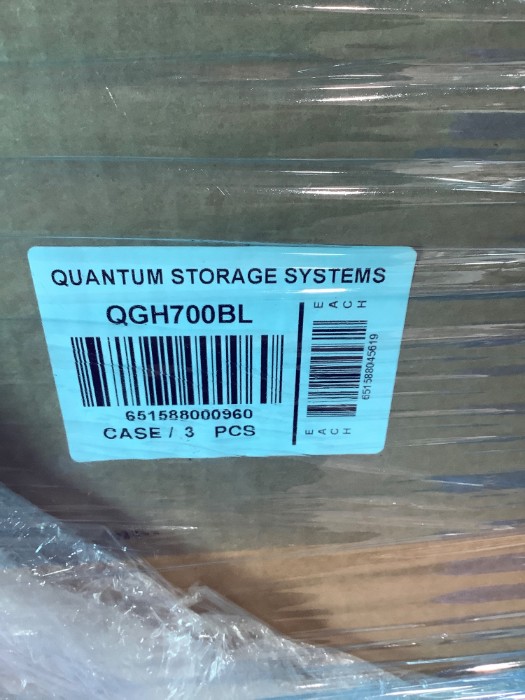 QUANTUM STORAGE SYSTEMS
QGH700BL
651588000960
CASE / 3 PCS
EACH
651588045619
EACH